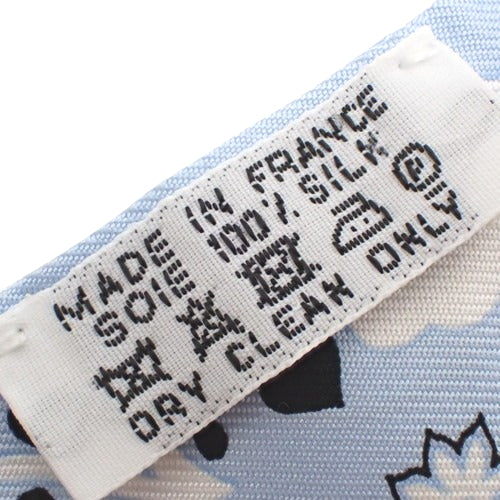 MADE IN FRANCE
SOIE 100% SILK
DRY CLEAN ONLY